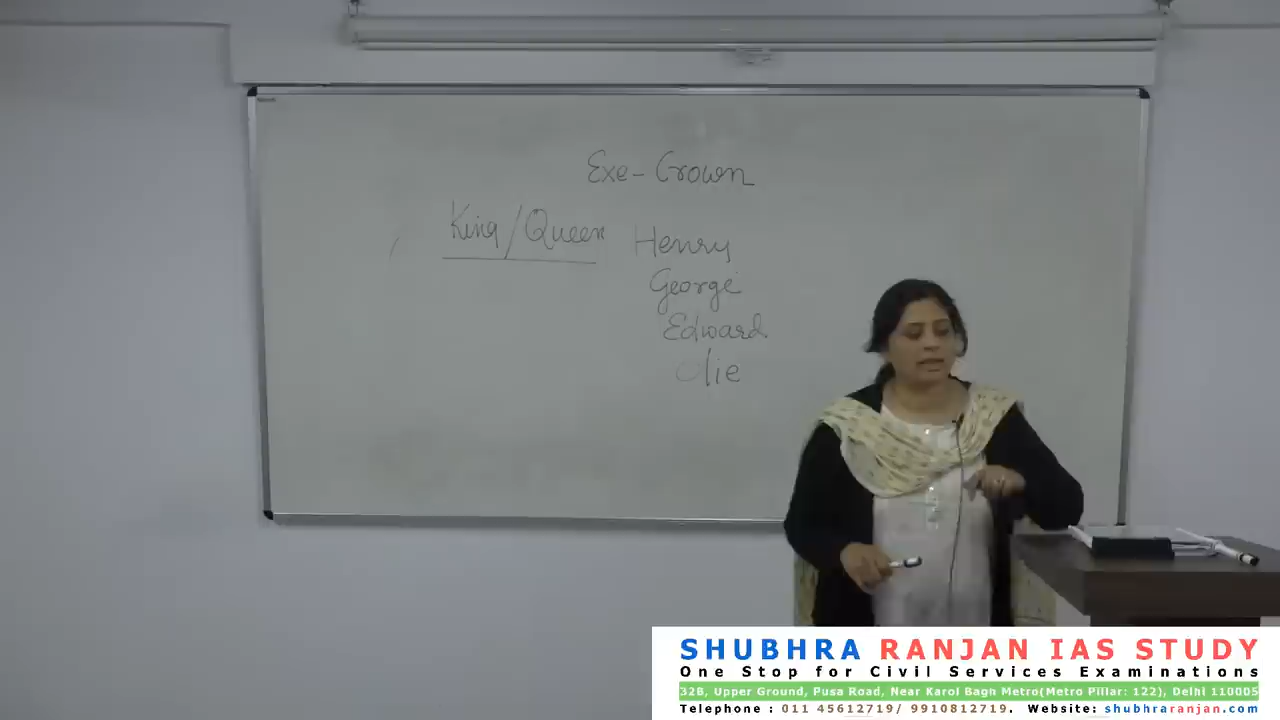 Exe-Crown
King/Queen Henry
George
Edward
die
SHUBHRA RANJAN IAS STUDY
One Stop for Civil Services Examinations
32B, Upper Ground, Pusa Road, Near Karol Bagh Metro(Metro Pillar: 122), Delhi 110005
Telephone : 011 45612719/ 9910812719. Website: shubhraranjan.com